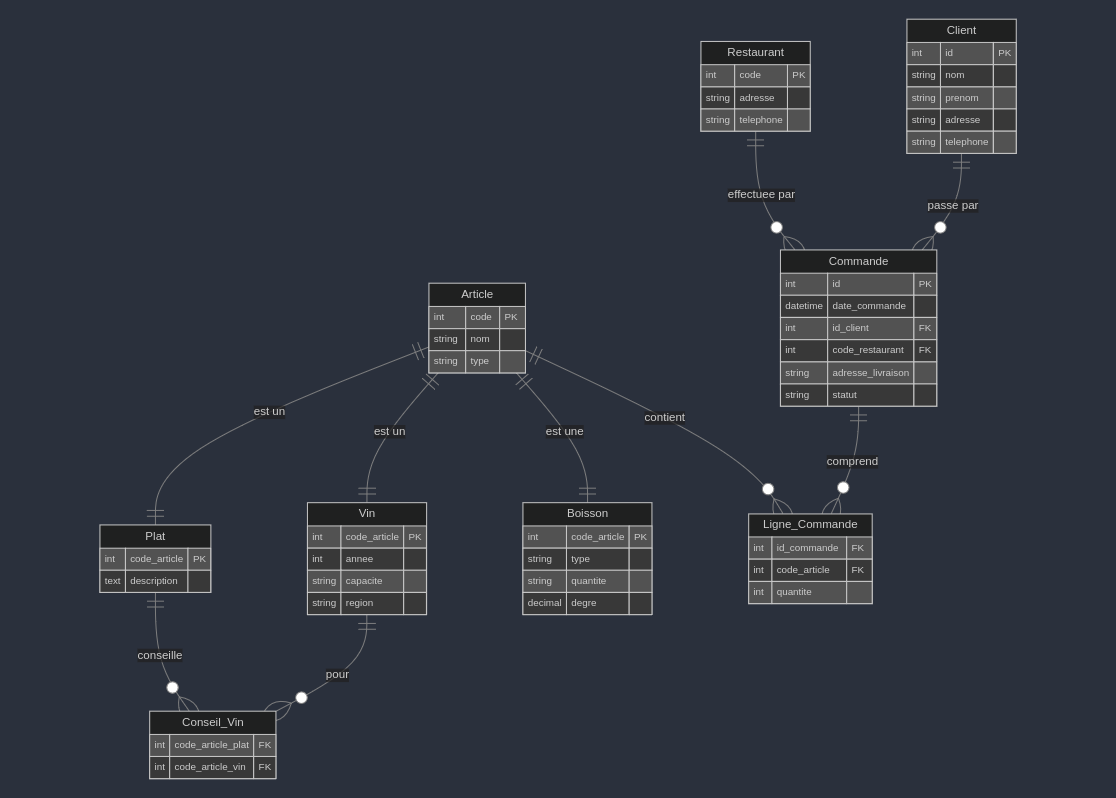 Client
int id PK
string nom
string prenom
string adresse
string telephone
Restaurant
int code PK
string adresse
string telephone
effectuee par
passe par
Commande
int id PK
datetime date_commande
int id_client FK
int code_restaurant FK
string adresse_livraison
string statut
Article
int code PK
string nom
string type
est un
est un
est une
contient
comprend
Plat
int code_article PK
text description
Vin
int code_article PK
int annee
string capacite
string region
Boisson
int code_article PK
string type
string quantite
decimal degre
Ligne_Commande
int id_commande FK
int code_article FK
int quantite
conseille
pour
Conseil_Vin
int code_article_plat FK
int code_article_vin FK